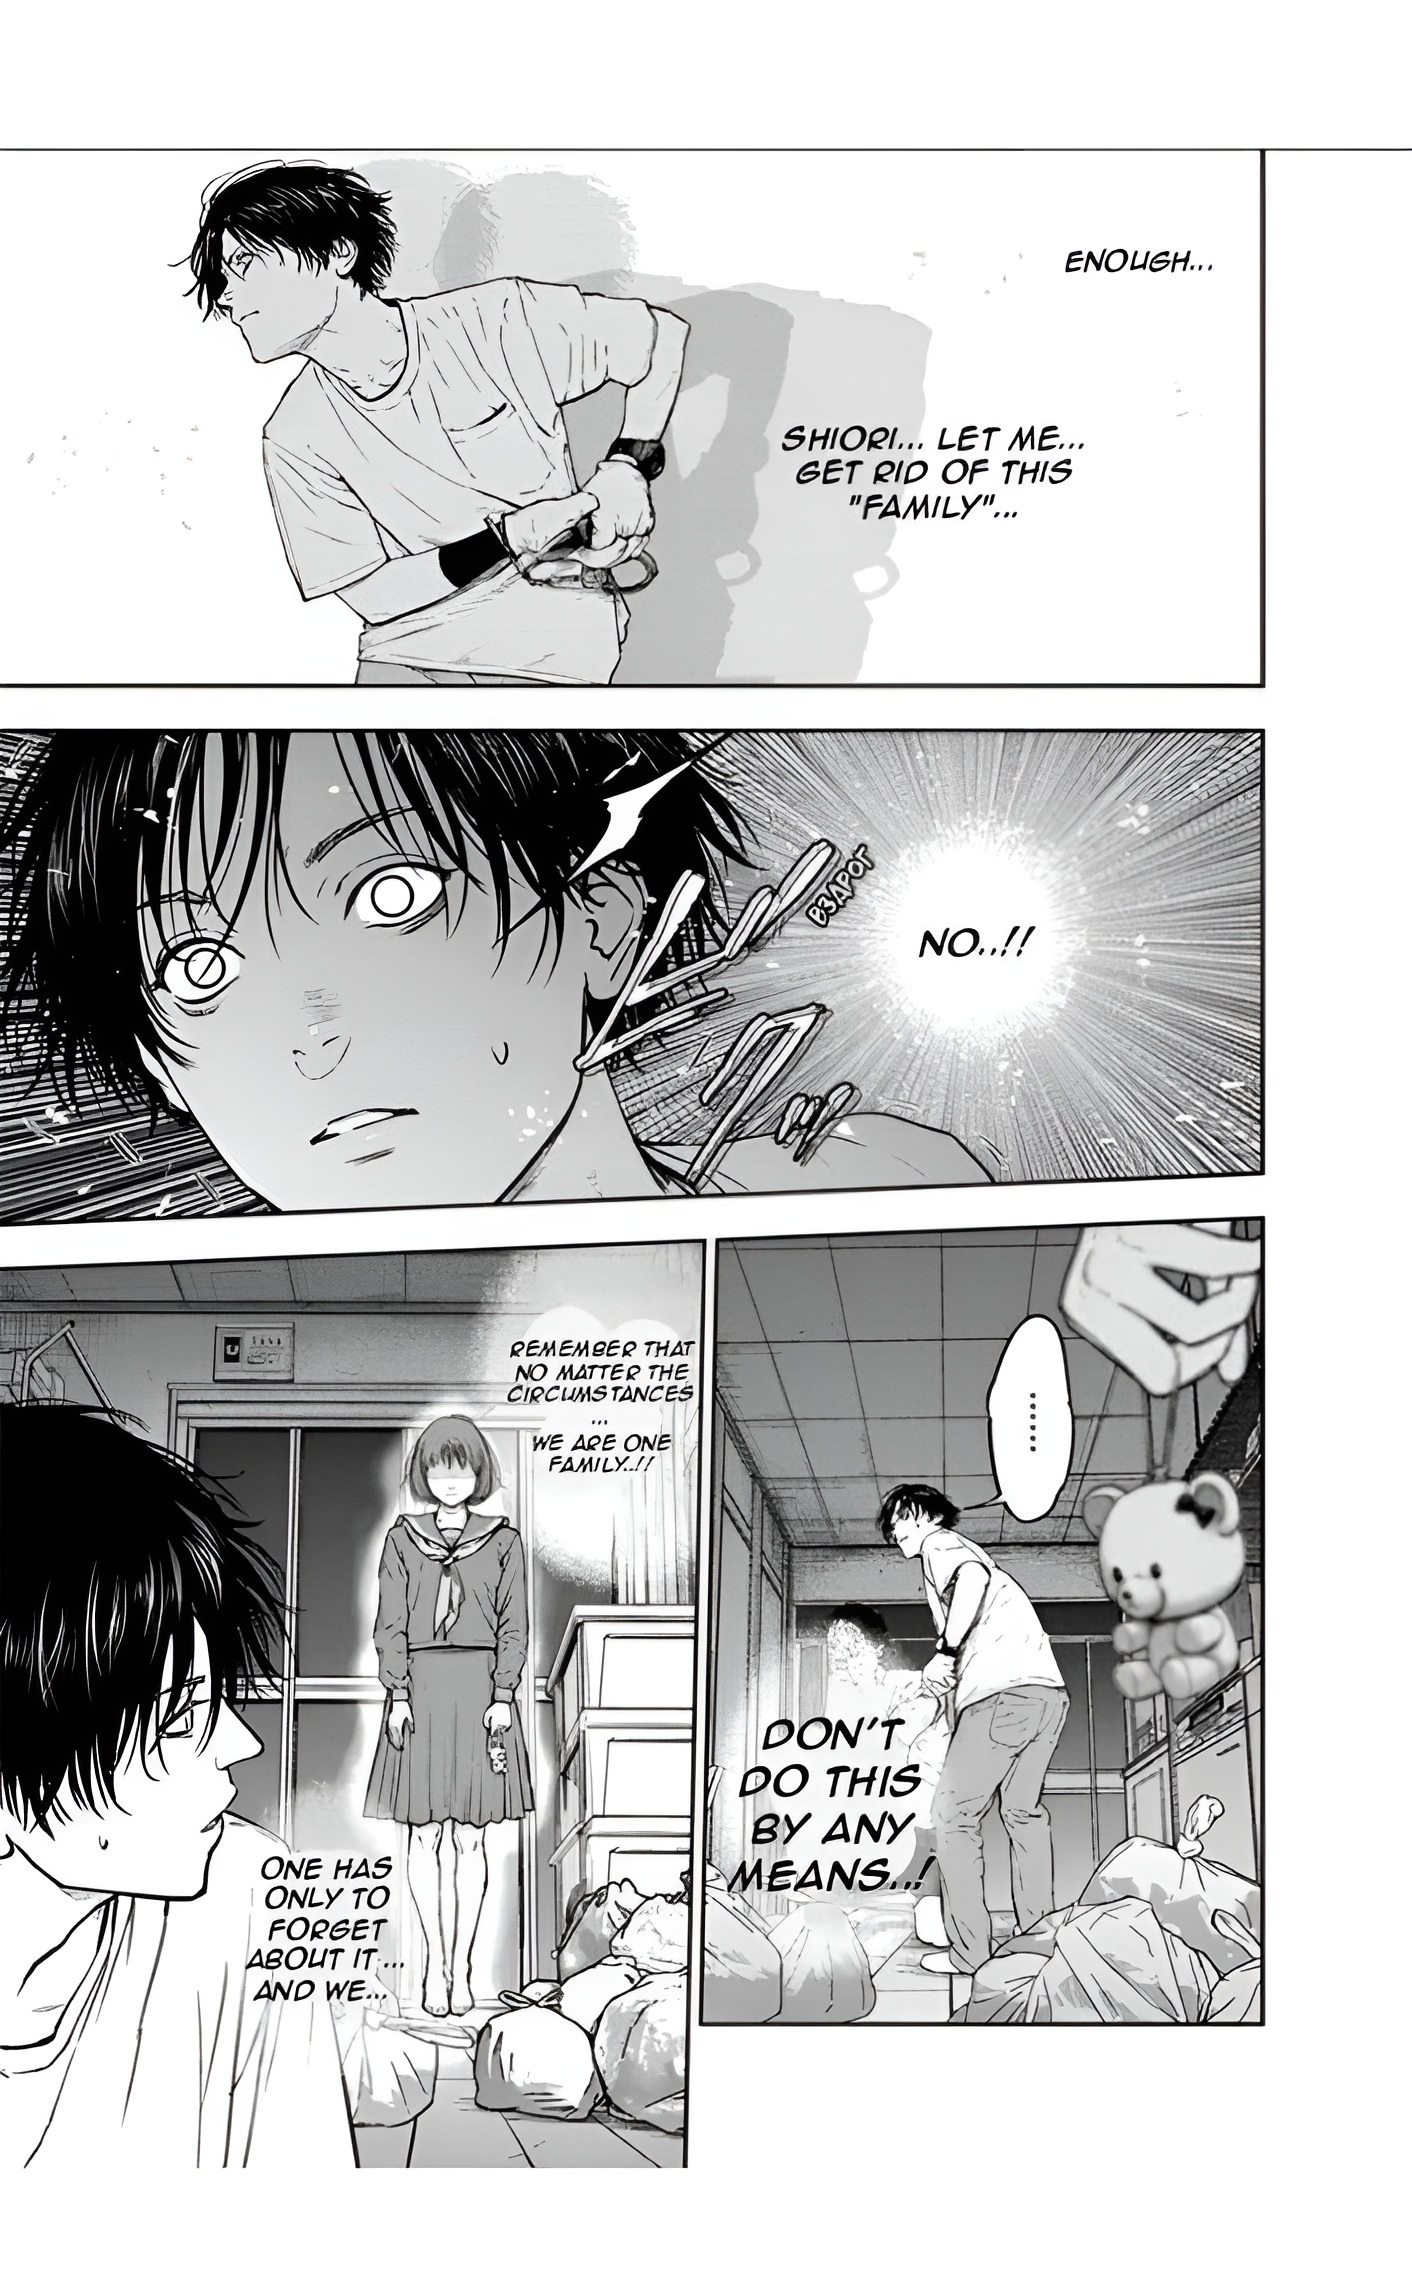 ENOUGH...
SHIORI... LET ME...
GET RID OF THIS
"FAMILY"...
NO..!!
ВЗДРОГ
.......
DON'T
DO THIS
BY ANY
MEANS...!
REMEMBER THAT
NO MATTER THE
CIRCUMSTANCES
...
WE ARE ONE
FAMILY..!!
ONE HAS
ONLY TO
FORGET
ABOUT IT...
AND WE...